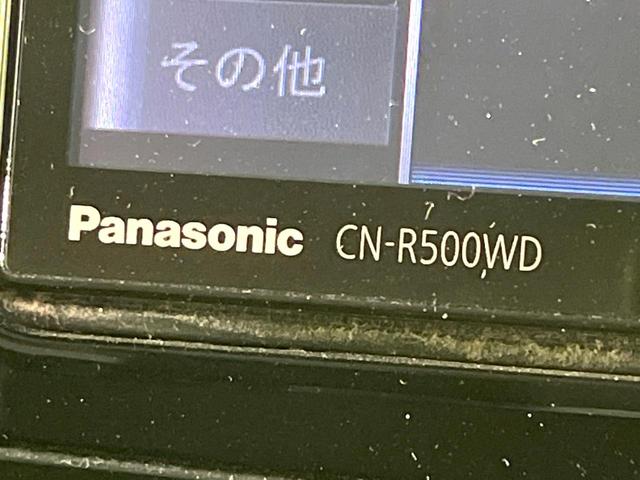 その他
Panasonic CN-R500WD